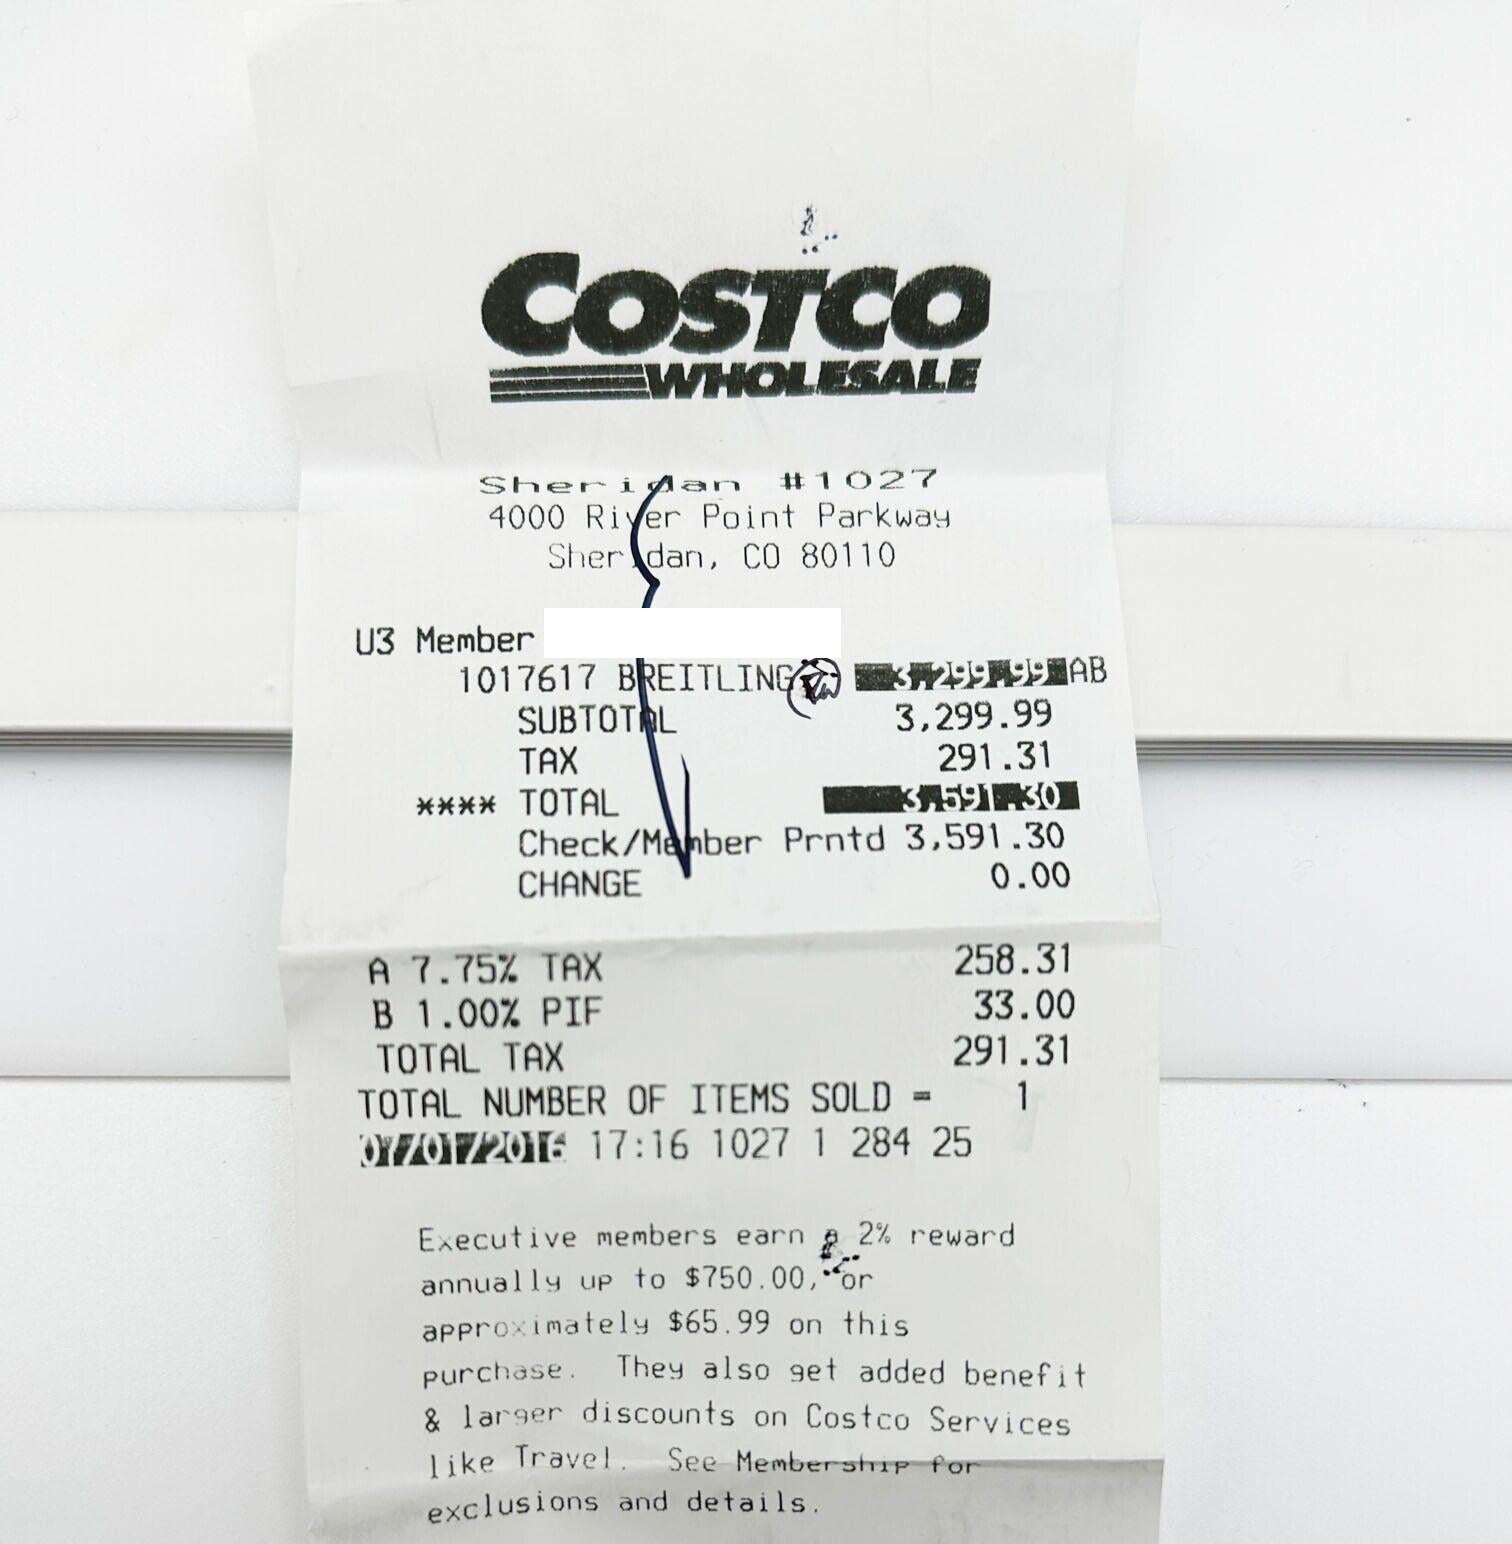 COSTCO
WHOLESALE
Sheridan #1027
4000 River Point Parkway
Sheridan, CO 80110
U3 Member
1017617 BREITLING 3,299.99 AB
SUBTOTAL 3,299.99
TAX 291.31
**** TOTAL 3,591.30
Check/Member Prntd 3,591.30
CHANGE 0.00
A 7.75% TAX 258.31
B 1.00% PIF 33.00
TOTAL TAX 291.31
TOTAL NUMBER OF ITEMS SOLD = 1
07/01/2016 17:16 1027 1 284 25
Executive members earn a 2% reward
annually up to $750.00, or
approximately $65.99 on this
purchase. They also get added benefit
& larger discounts on Costco Services
like Travel. See Membership for
exclusions and details.